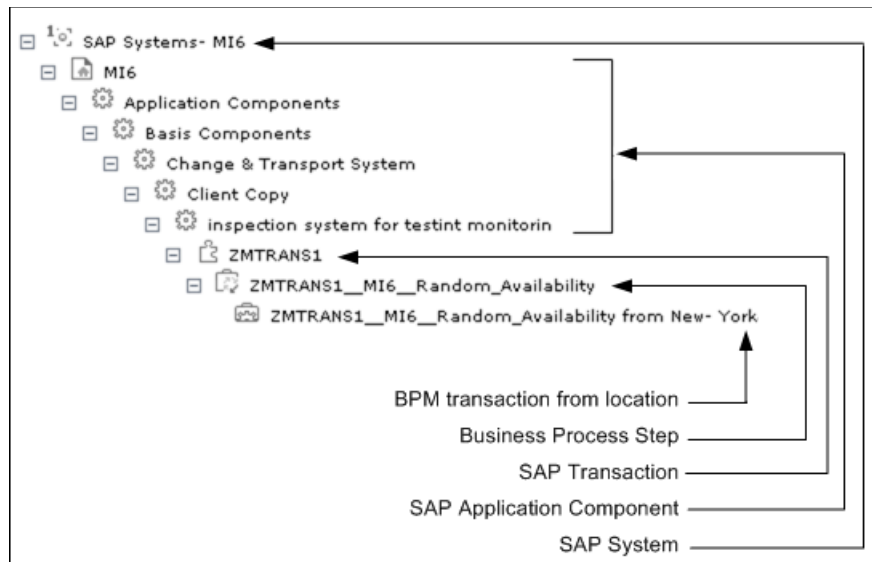 1
SAP Systems- MI6
MI6
Application Components
Basis Components
Change & Transport System
Client Copy
inspection system for testint monitorin
ZMTRANS1
ZMTRANS1__MI6__Random_Availability
ZMTRANS1__MI6__Random_Availability from New- York
BPM transaction from location
Business Process Step
SAP Transaction
SAP Application Component
SAP System